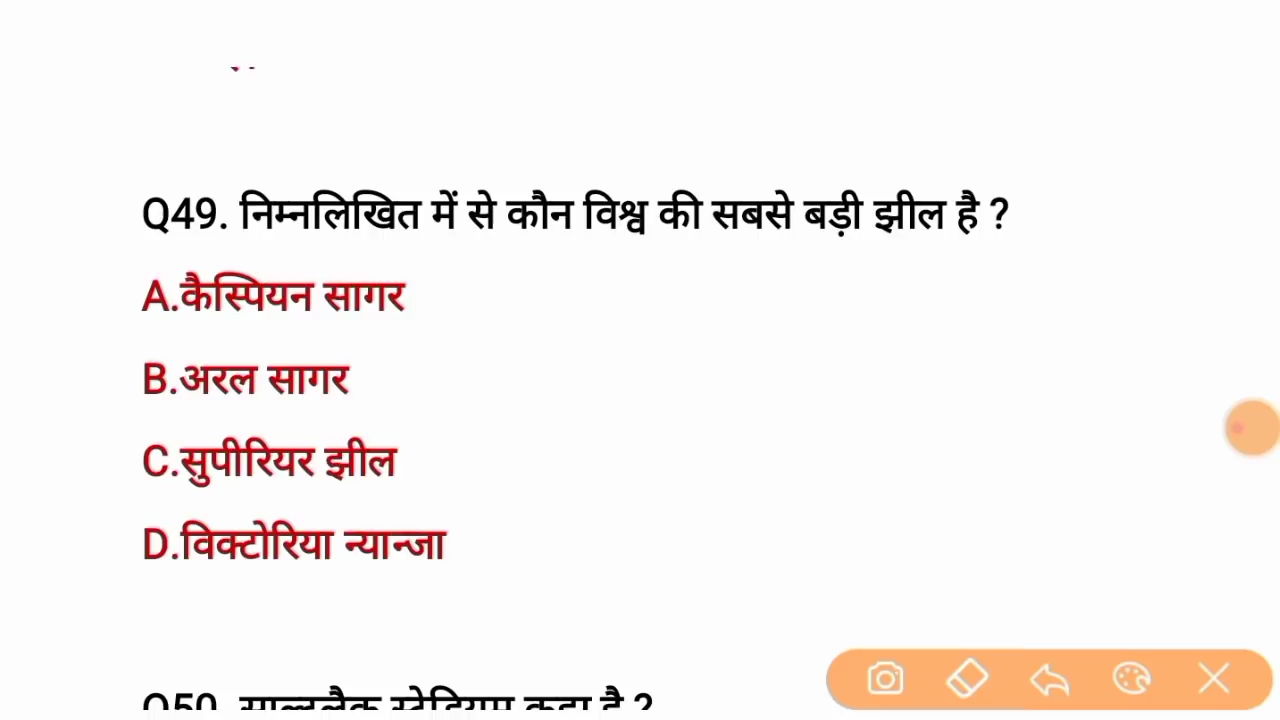 Q49. निम्नलिखित में से कौन विश्व की सबसे बड़ी झील है ?
A.कैस्पियन सागर
B.अरल सागर
C.सुपीरियर झील
D.विक्टोरिया न्यान्जा
Q50. साल्टलैक स्टेडियम कहा है ?